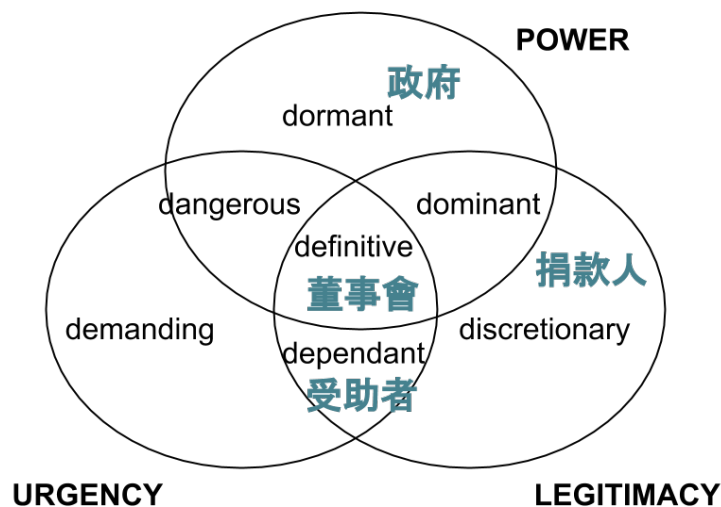 POWER
政府
dormant
dangerous
dominant
definitive
捐款人
董事會
demanding
discretionary
dependant
受助者
URGENCY
LEGITIMACY